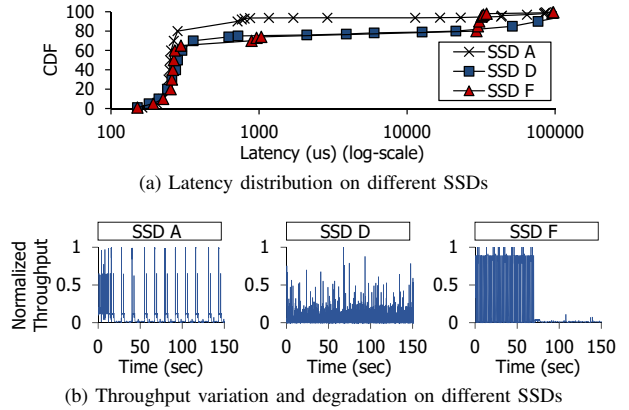 100
80
60
40
20
0
CDF
SSD A
SSD D
SSD F
100 1000 10000 100000
Latency (us) (log-scale)
(a) Latency distribution on different SSDs
SSD A SSD D SSD F
Normalized
Throughput
1 1 1
0.5 0.5 0.5
0 0 0
0 50 100 150 0 50 100 150 0 50 100 150
Time (sec) Time (sec) Time (sec)
(b) Throughput variation and degradation on different SSDs